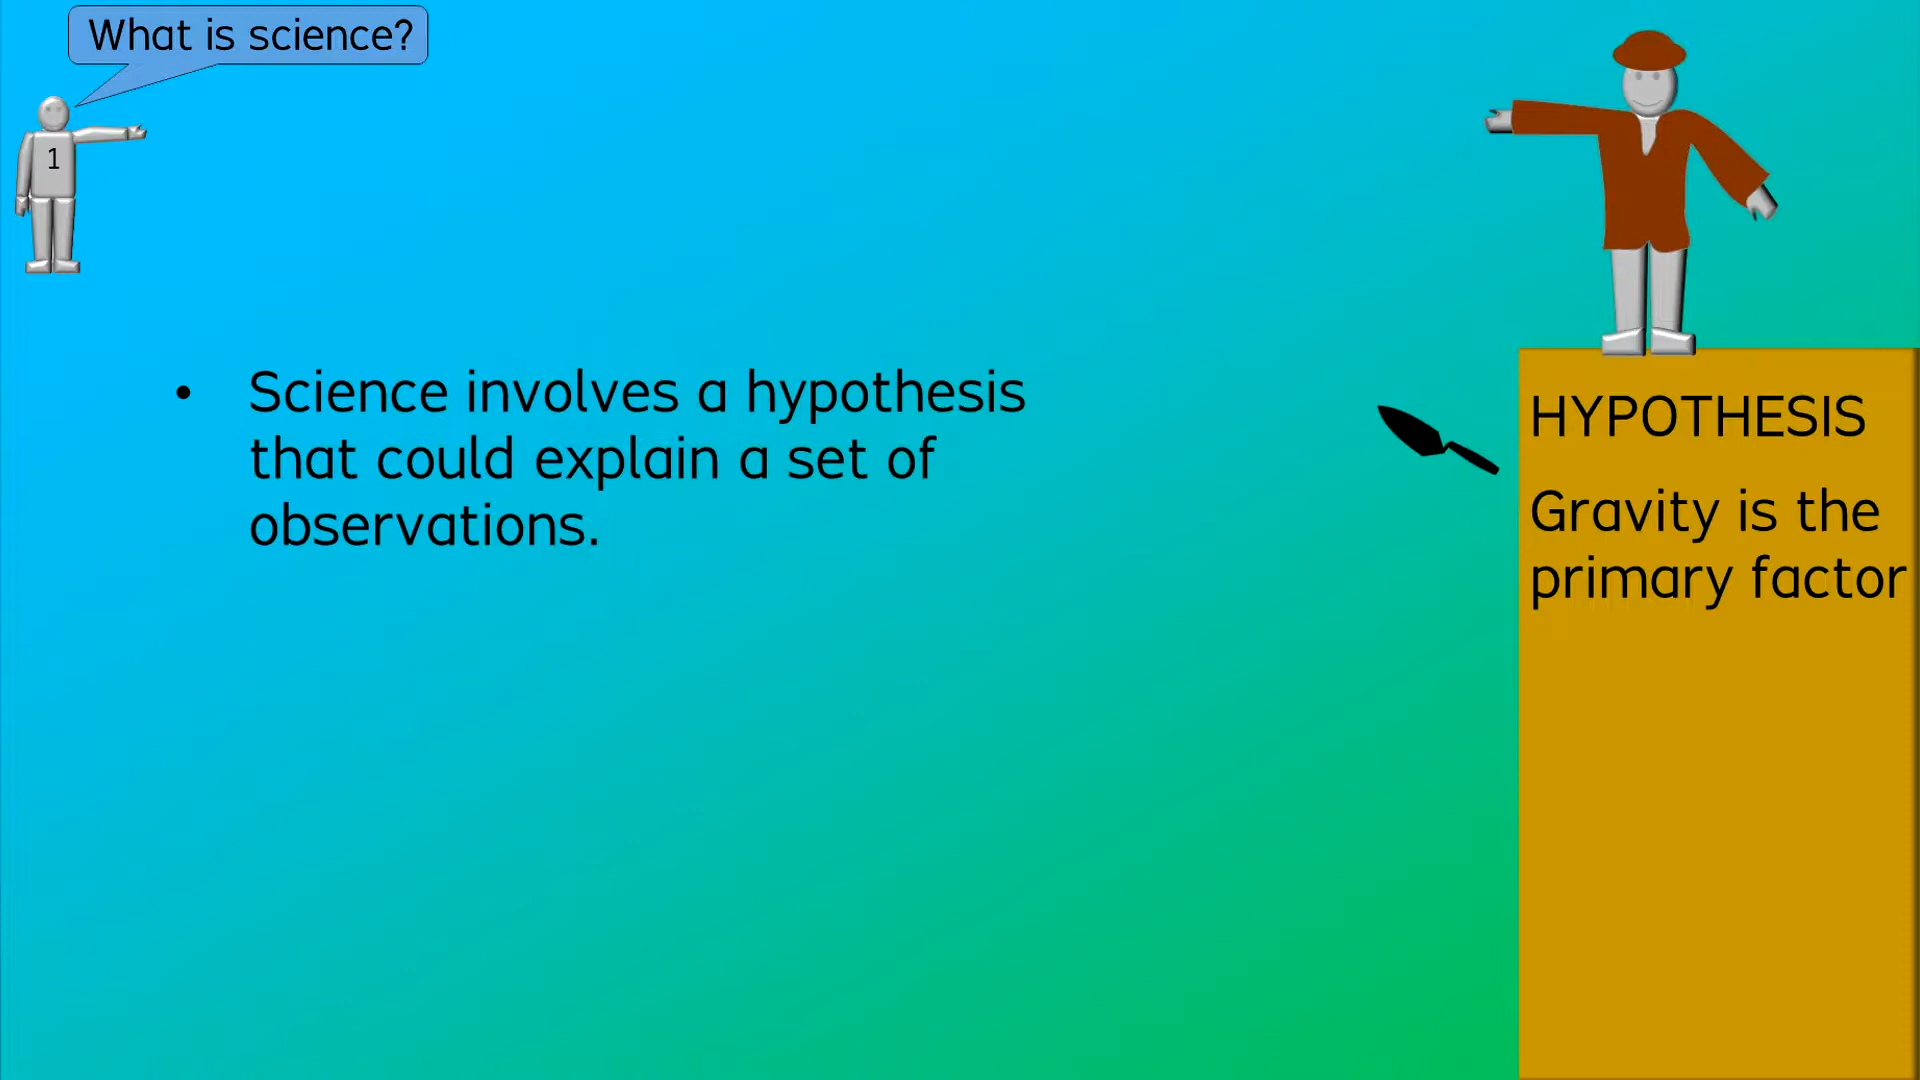 What is science?
1
• Science involves a hypothesis
that could explain a set of
observations.
HYPOTHESIS
Gravity is the
primary factor